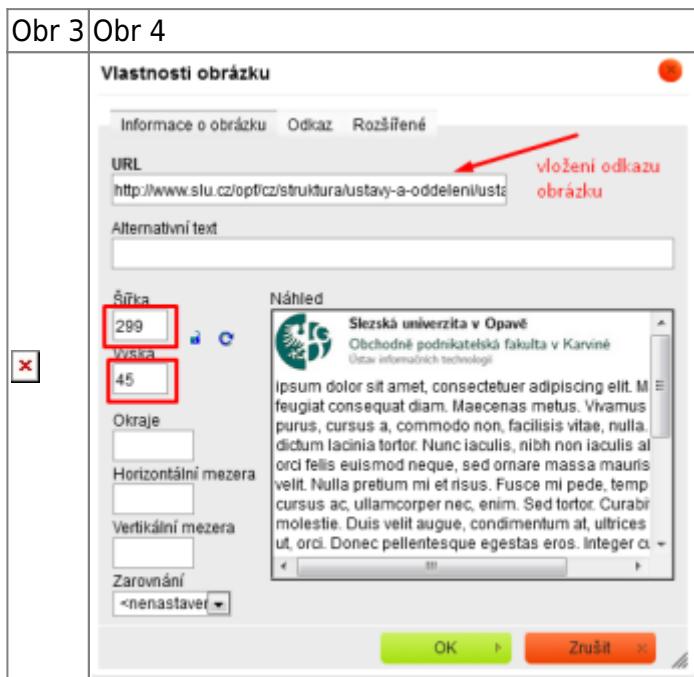 Obr 3 Obr 4
Vlastnosti obrázku
Informace o obrázku Odkaz Rozšířené
URL
http://www.slu.cz/opf/cz/struktura/ustavy-a-oddeleni/usta
vložení odkazu
obrázku
Alternativní text
Šířka
299
Výška
45
Okraje
Horizontální mezera
Vertikální mezera
Zarovnání
<nenastaven
Náhled
Slezská univerzita v Opavě
Obchodně podnikatelská fakulta v Karviné
Ústav informačních technologií
ipsum dolor sit amet, consectetuer adipiscing elit. M
feugiat consequat diam. Maecenas metus. Vivamus
purus, cursus a, commodo non, facilisis vitae, nulla.
dictum lacinia tortor. Nunc iaculis, nibh non iaculis al
orci felis euismod neque, sed ornare massa mauris
velit. Nulla pretium mi et risus. Fusce mi pede, temp
cursus ac, ullamcorper nec, enim. Sed tortor. Curabi
molestie. Duis velit augue, condimentum at, ultrices
ut, orci. Donec pellentesque egestas eros. Integer cu
OK
Zrušit